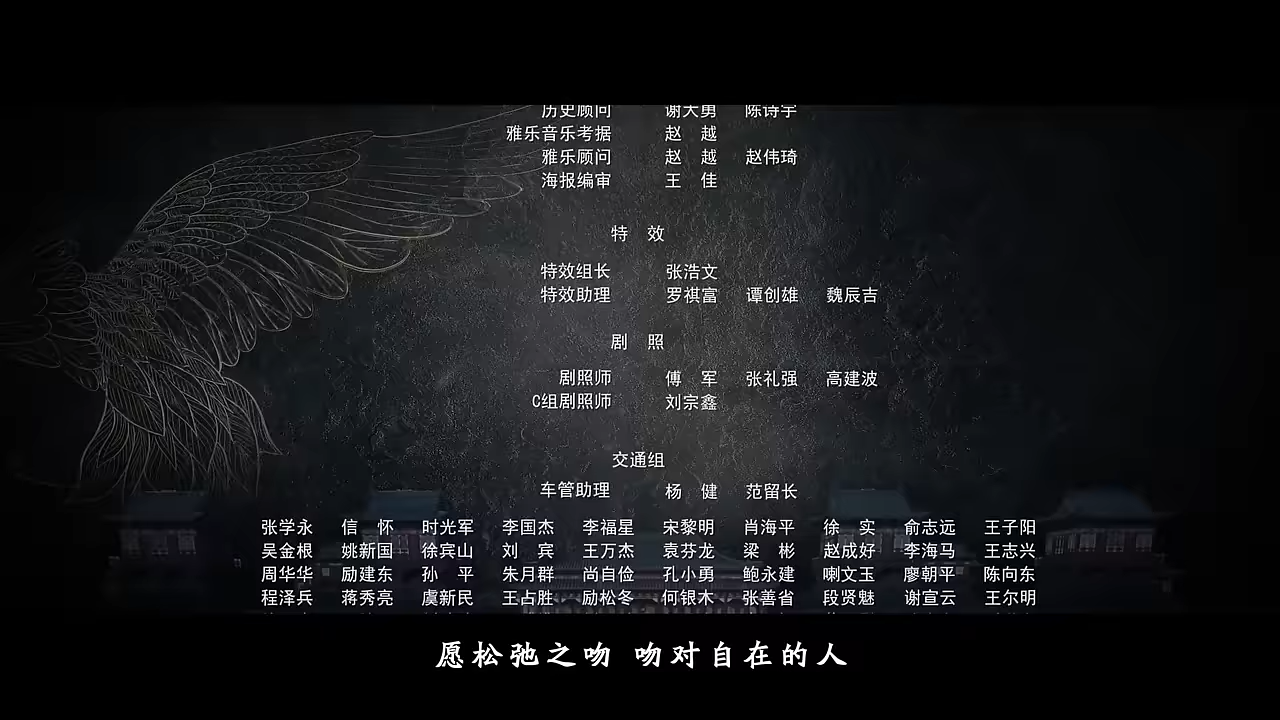 历史顾问 谢大勇 陈诗宇
雅乐音乐考据 赵 越
雅乐顾问 赵 越 赵伟琦
海报编审 王 佳
特 效
特效组长 张浩文
特效助理 罗祺富 谭创雄 魏辰吉
剧 照
剧照师 傅 军 张礼强 高建波
C组剧照师 刘宗鑫
交通组
车管助理 杨 健 范留长
张学永 信 怀 时光军 李国杰 李福星 宋黎明 肖海平 徐 实 俞志远 王子阳
吴金根 姚新国 徐宾山 刘 宾 王万杰 袁芬龙 梁 彬 赵成好 李海马 王志兴
周华华 励建东 孙 平 朱月群 尚自俭 孔小勇 鲍永建 喇文玉 廖朝平 陈向东
程泽兵 蒋秀亮 虞新民 王占胜 励松冬 何银木 张善省 段贤魅 谢宣云 王尔明
愿松弛之吻 吻对自在的人